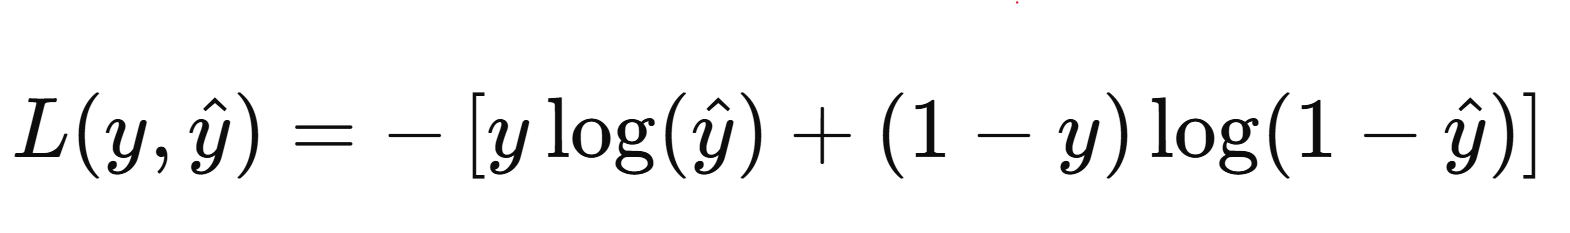 L(y, ŷ) = − [y log(ŷ) + (1 − y) log(1 − ŷ)]